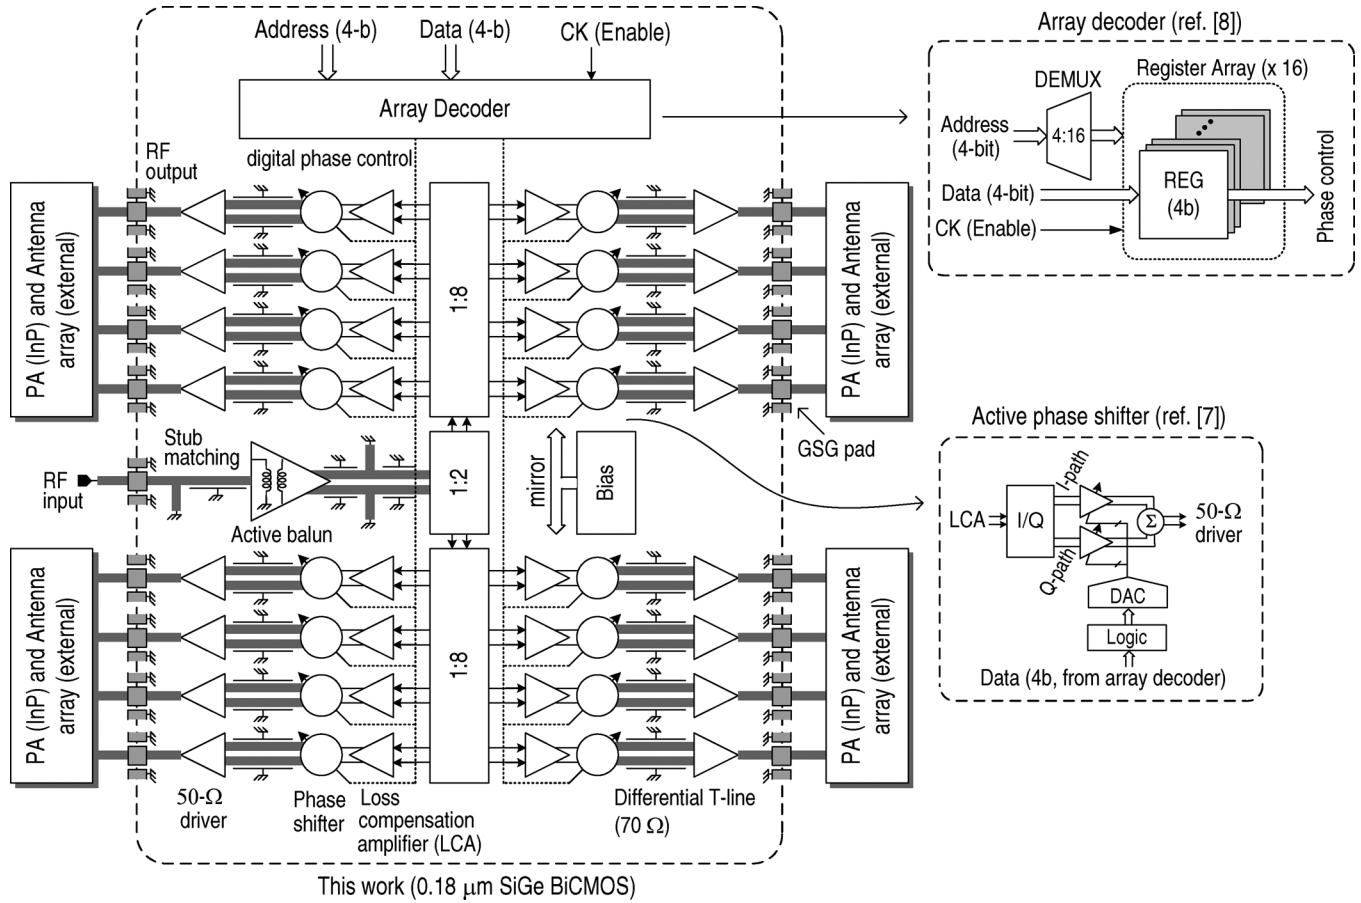 Address (4-b)
Data (4-b)
CK (Enable)
Array Decoder
digital phase control
RF
output
PA (InP) and Antenna
array (external)
1:8
PA (InP) and Antenna
array (external)
GSG pad
Stub
matching
RF
input
Active balun
1:2
mirror
Bias
PA (InP) and Antenna
array (external)
1:8
PA (InP) and Antenna
array (external)
50-Ω
driver
Phase
shifter
Loss
compensation
amplifier (LCA)
Differential T-line
(70 Ω)
This work (0.18 μm SiGe BiCMOS)
Array decoder (ref. [8])
Register Array (x 16)
DEMUX
Address
(4-bit)
4:16
Data (4-bit)
REG
(4b)
CK (Enable)
Phase control
Active phase shifter (ref. [7])
I-path
LCA
I/Q
Σ
50-Ω
driver
Q-path
DAC
Logic
Data (4b, from array decoder)